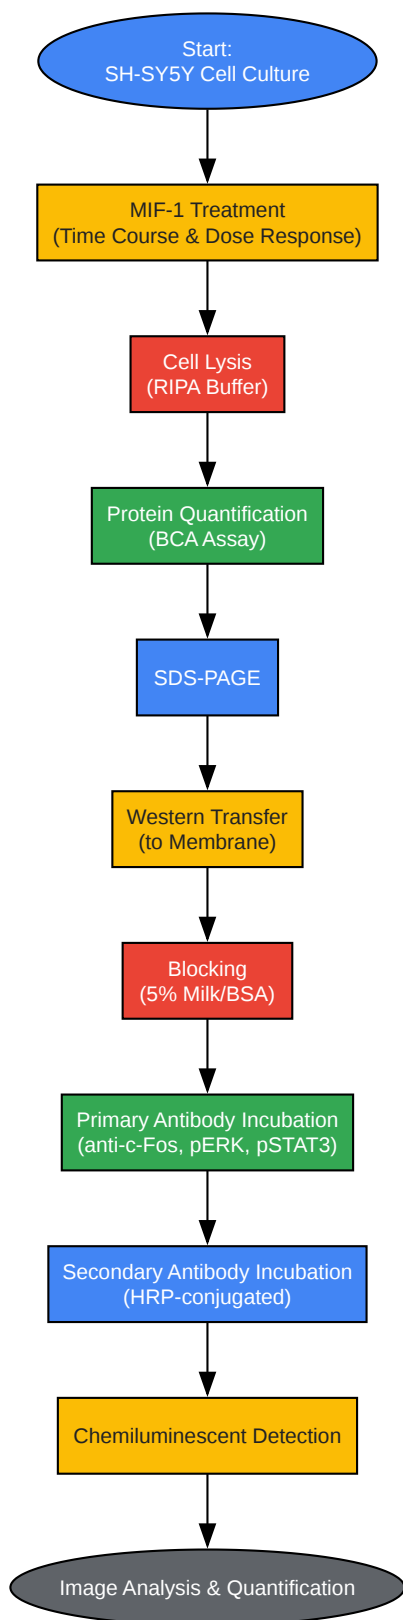 Start:
SH-SY5Y Cell Culture
MIF-1 Treatment
(Time Course & Dose Response)
Cell Lysis
(RIPA Buffer)
Protein Quantification
(BCA Assay)
SDS-PAGE
Western Transfer
(to Membrane)
Blocking
(5% Milk/BSA)
Primary Antibody Incubation
(anti-c-Fos, pERK, pSTAT3)
Secondary Antibody Incubation
(HRP-conjugated)
Chemiluminescent Detection
Image Analysis & Quantification